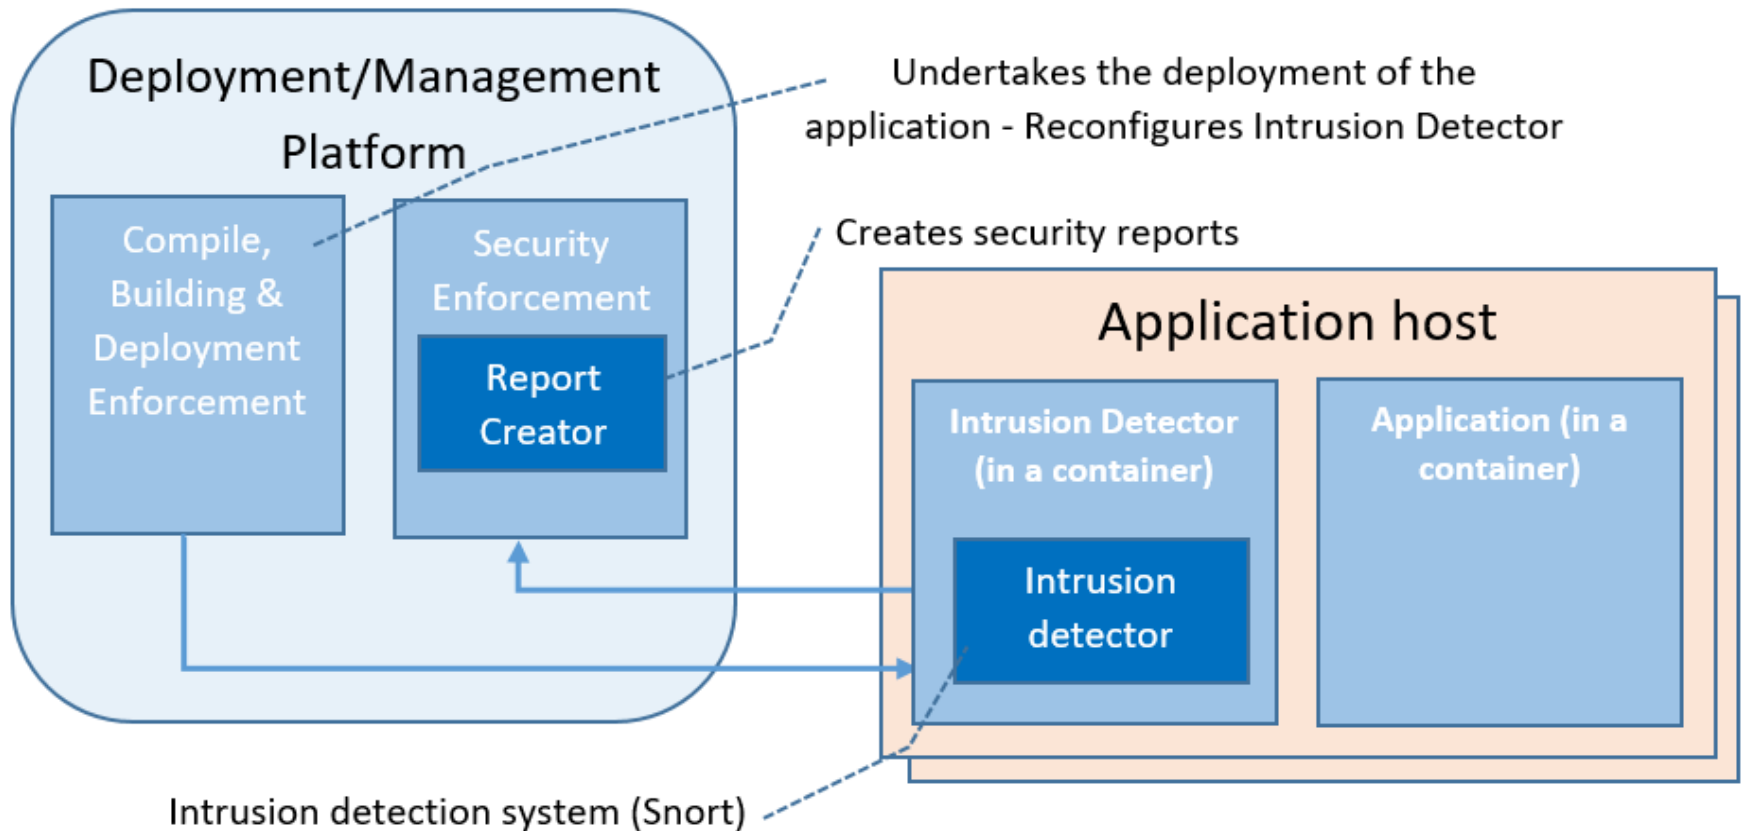 Deployment/Management
Platform
Undertakes the deployment of the
application - Reconfigures Intrusion Detector
Compile,
Building &
Deployment
Enforcement
Security
Enforcement
Report
Creator
Creates security reports
Application host
Intrusion Detector
(in a container)
Intrusion
detector
Application (in a
container)
Intrusion detection system (Snort)